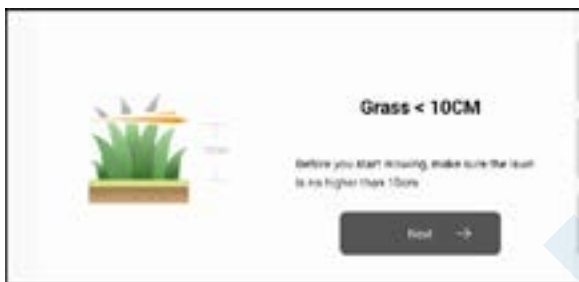 Grass < 10CM
Before you start mowing, make sure the lawn
is no higher than 10cm
Next